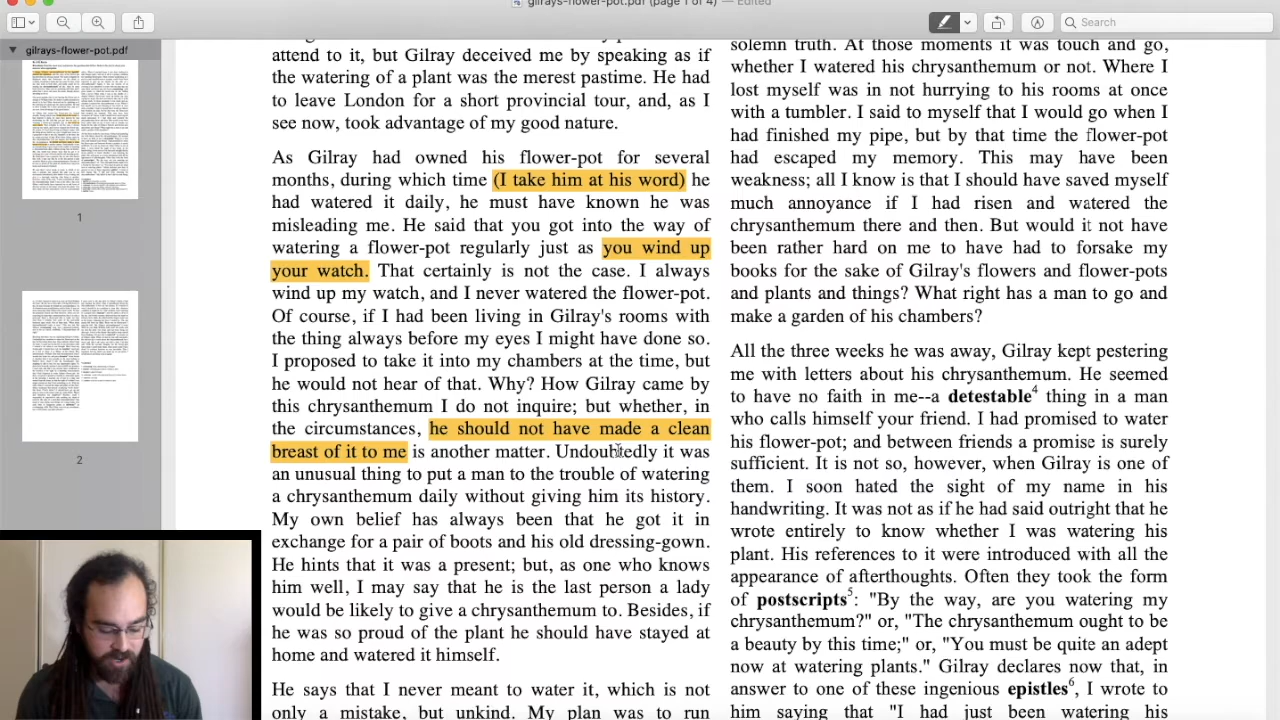 gilrays-flower-pot.pdf (page 1 of 4) — Edited
Search
gilrays-flower-pot.pdf
1
2
attend to it, but Gilray deceived me by speaking as if
the watering of a plant was the merest pastime. He had
to leave London for a short provincial tour, and, as I
see now, took advantage of my good nature.
As Gilray had owned his flower-pot for several
months, during which time (I take him at his word) he
had watered it daily, he must have known he was
misleading me. He said that you got into the way of
watering a flower-pot regularly just as you wind up
your watch. That certainly is not the case. I always
wind up my watch, and I never watered the flower-pot.
Of course, if I had been living in Gilray's rooms with
the thing always before my eyes I might have done so.
I proposed to take it into my chambers at the time, but
he would not hear of that. Why? How Gilray came by
this chrysanthemum I do not inquire; but whether, in
the circumstances, he should not have made a clean
breast of it to me is another matter. Undoubtedly it was
an unusual thing to put a man to the trouble of watering
a chrysanthemum daily without giving him its history.
My own belief has always been that he got it in
exchange for a pair of boots and his old dressing-gown.
He hints that it was a present; but, as one who knows
him well, I may say that he is the last person a lady
would be likely to give a chrysanthemum to. Besides, if
he was so proud of the plant he should have stayed at
home and watered it himself.
He says that I never meant to water it, which is not
only a mistake, but unkind. My plan was to run
solemn truth. At those moments it was touch and go,
whether I watered his chrysanthemum or not. Where I
lost myself was in not hurrying to his rooms at once
with a tumbler. I said to myself that I would go when I
had finished my pipe, but by that time the flower-pot
had escaped my memory. This may have been
weakness; all I know is that I should have saved myself
much annoyance if I had risen and watered the
chrysanthemum there and then. But would it not have
been rather hard on me to have had to forsake my
books for the sake of Gilray's flowers and flower-pots
and plants and things? What right has a man to go and
make a garden of his chambers?
All the three weeks he was away, Gilray kept pestering
me with letters about his chrysanthemum. He seemed
to have no faith in me—a detestable4 thing in a man
who calls himself your friend. I had promised to water
his flower-pot; and between friends a promise is surely
sufficient. It is not so, however, when Gilray is one of
them. I soon hated the sight of my name in his
handwriting. It was not as if he had said outright that he
wrote entirely to know whether I was watering his
plant. His references to it were introduced with all the
appearance of afterthoughts. Often they took the form
of postscripts5: "By the way, are you watering my
chrysanthemum?" or, "The chrysanthemum ought to be
a beauty by this time;" or, "You must be quite an adept
now at watering plants." Gilray declares now that, in
answer to one of these ingenious epistles6, I wrote to
him saying that "I had just been watering his